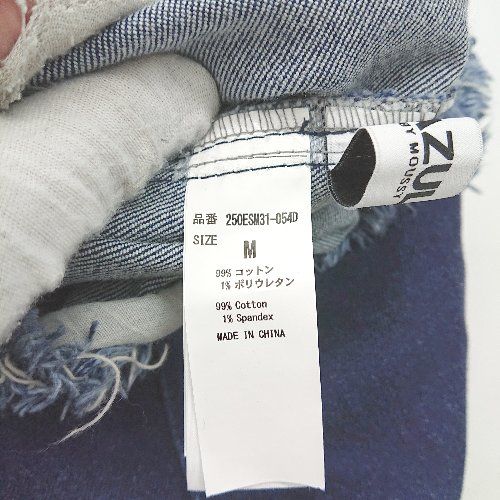 品番 250ESM31-054D
SIZE M
99% コットン
1% ポリウレタン
99% Cotton
1% Spandex
MADE IN CHINA
AZUL
BY MOUSSY